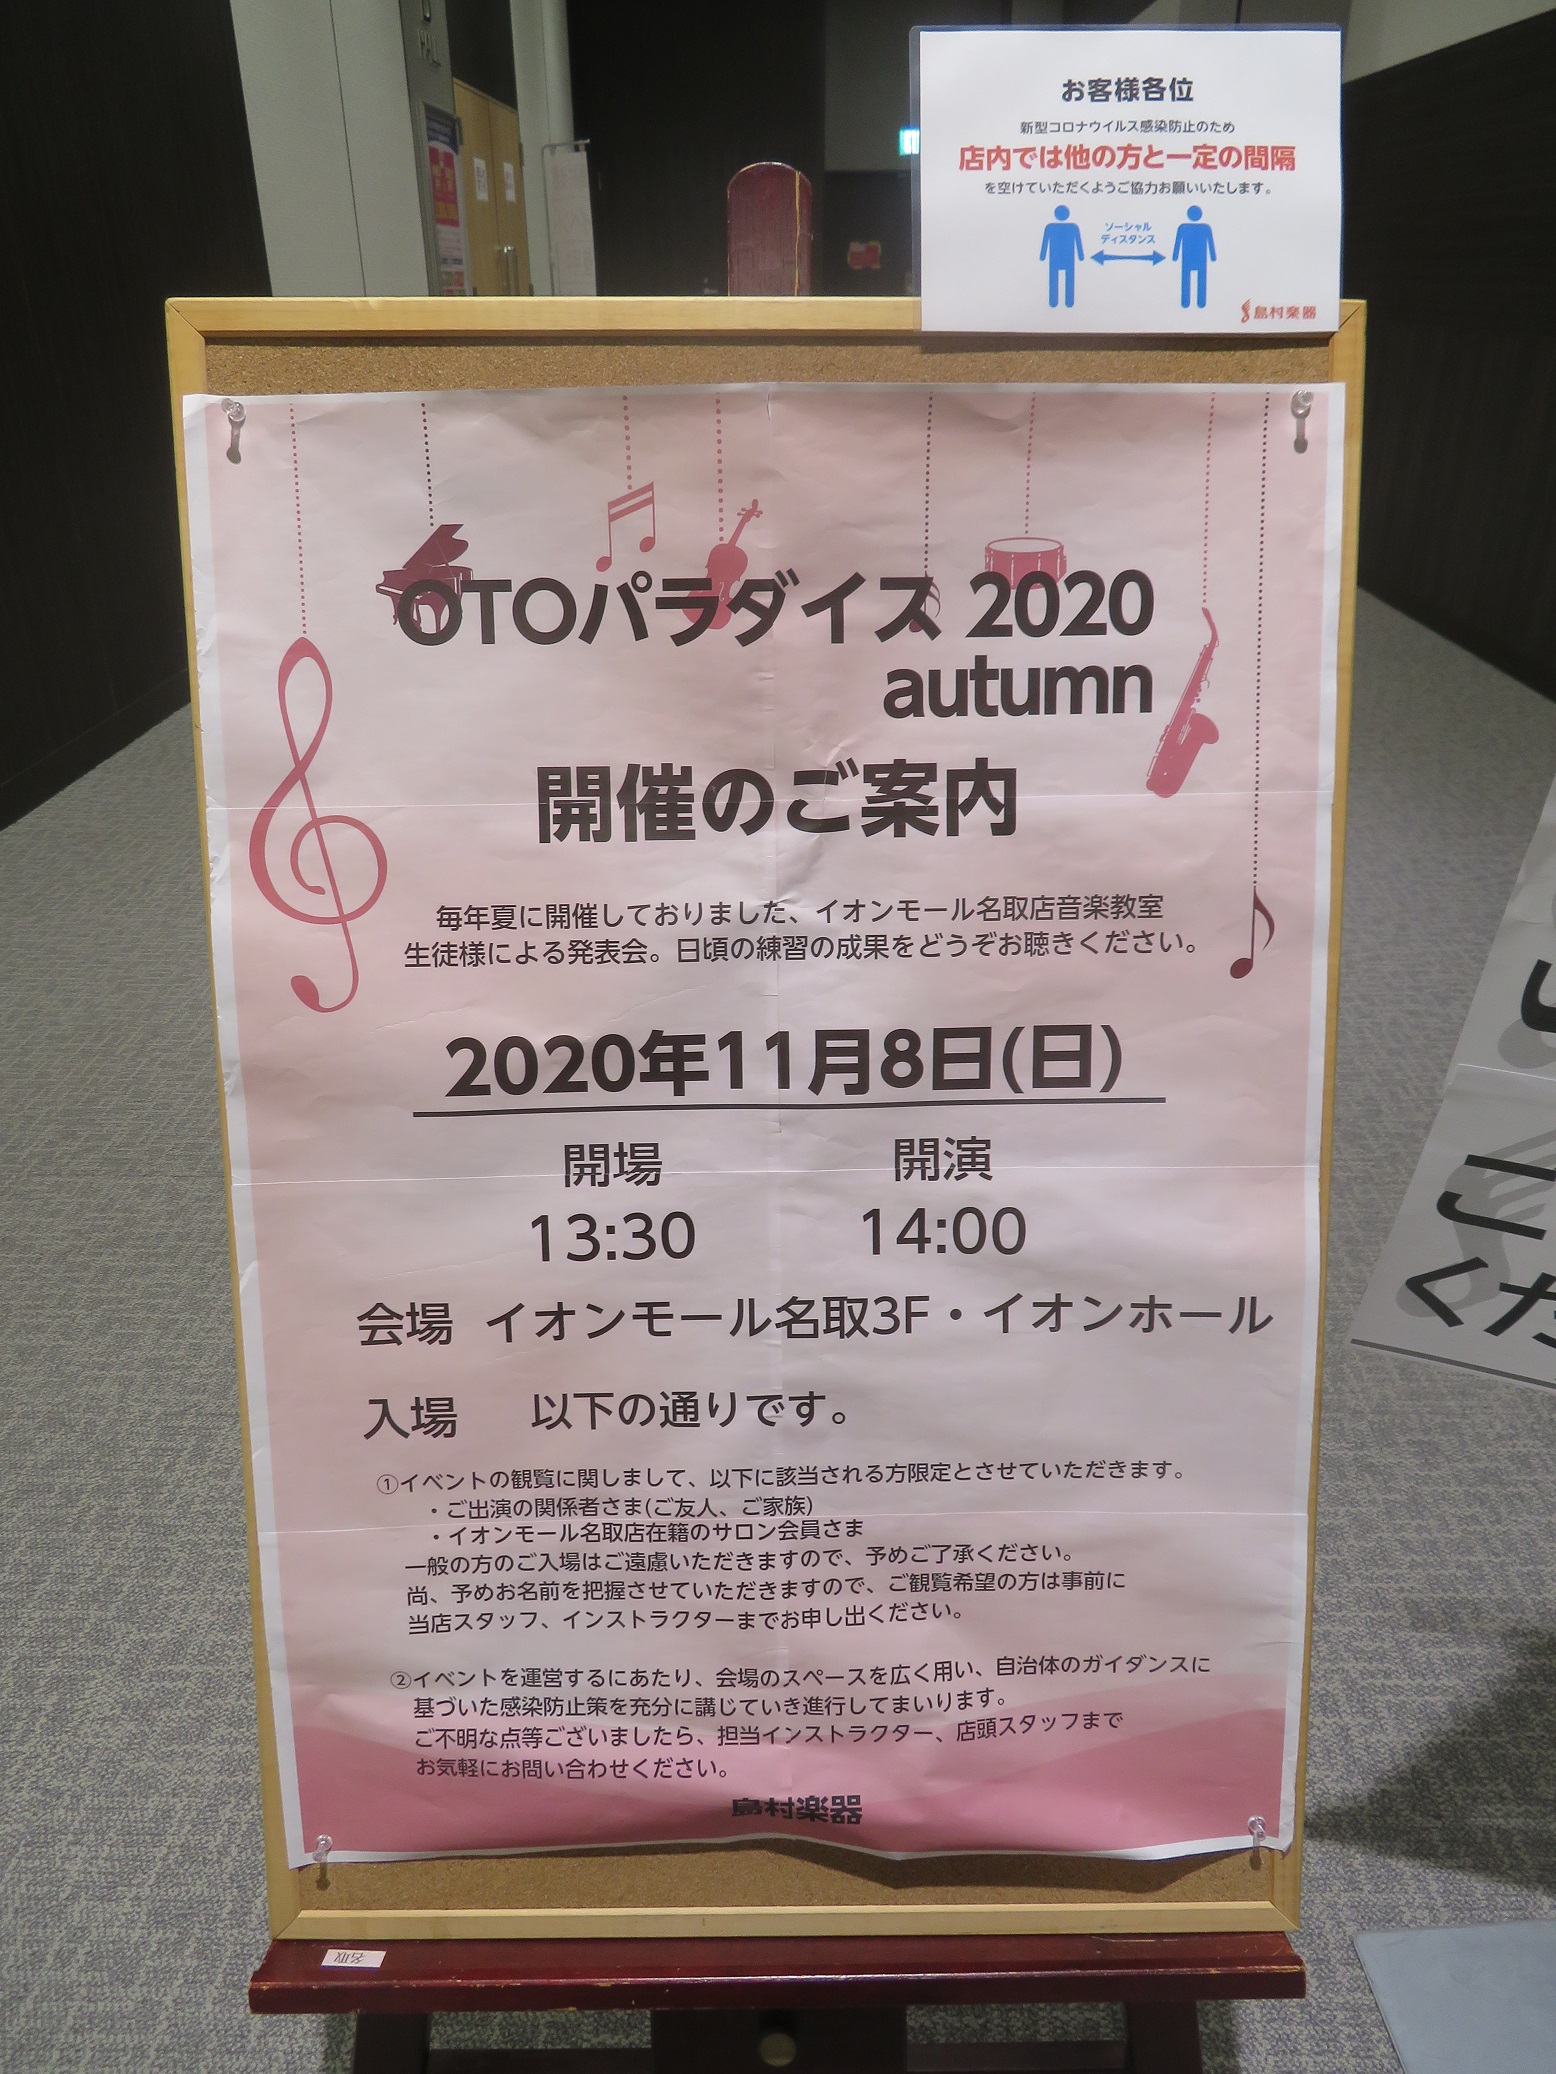 お客様各位
新型コロナウイルス感染防止のため
店内では他の方と一定の間隔
を空けていただくようご協力お願いいたします。
ソーシャル
ディスタンス
島村楽器
OTOパラダイス 2020
autumn
開催のご案内
毎年夏に開催しておりました、イオンモール名取店音楽教室
生徒様による発表会。日頃の練習の成果をどうぞお聴きください。
2020年11月8日(日)
開場 開演
13:30 14:00
会場 イオンモール名取3F・イオンホール
入場 以下の通りです。
①イベントの観覧に関しまして、以下に該当される方限定とさせていただきます。
・ご出演の関係者さま(ご友人、ご家族)
・イオンモール名取店在籍のサロン会員さま
一般の方のご入場はご遠慮いただきますので、予めご了承ください。
尚、予めお名前を把握させていただきますので、ご観覧希望の方は事前に
当店スタッフ、インストラクターまでお申し出ください。
②イベントを運営するにあたり、会場のスペースを広く用い、自治体のガイダンスに
基づいた感染防止策を充分に講じていき進行してまいります。
ご不明な点等ございましたら、担当インストラクター、店頭スタッフまで
お気軽にお問い合わせください。
島村楽器
名取